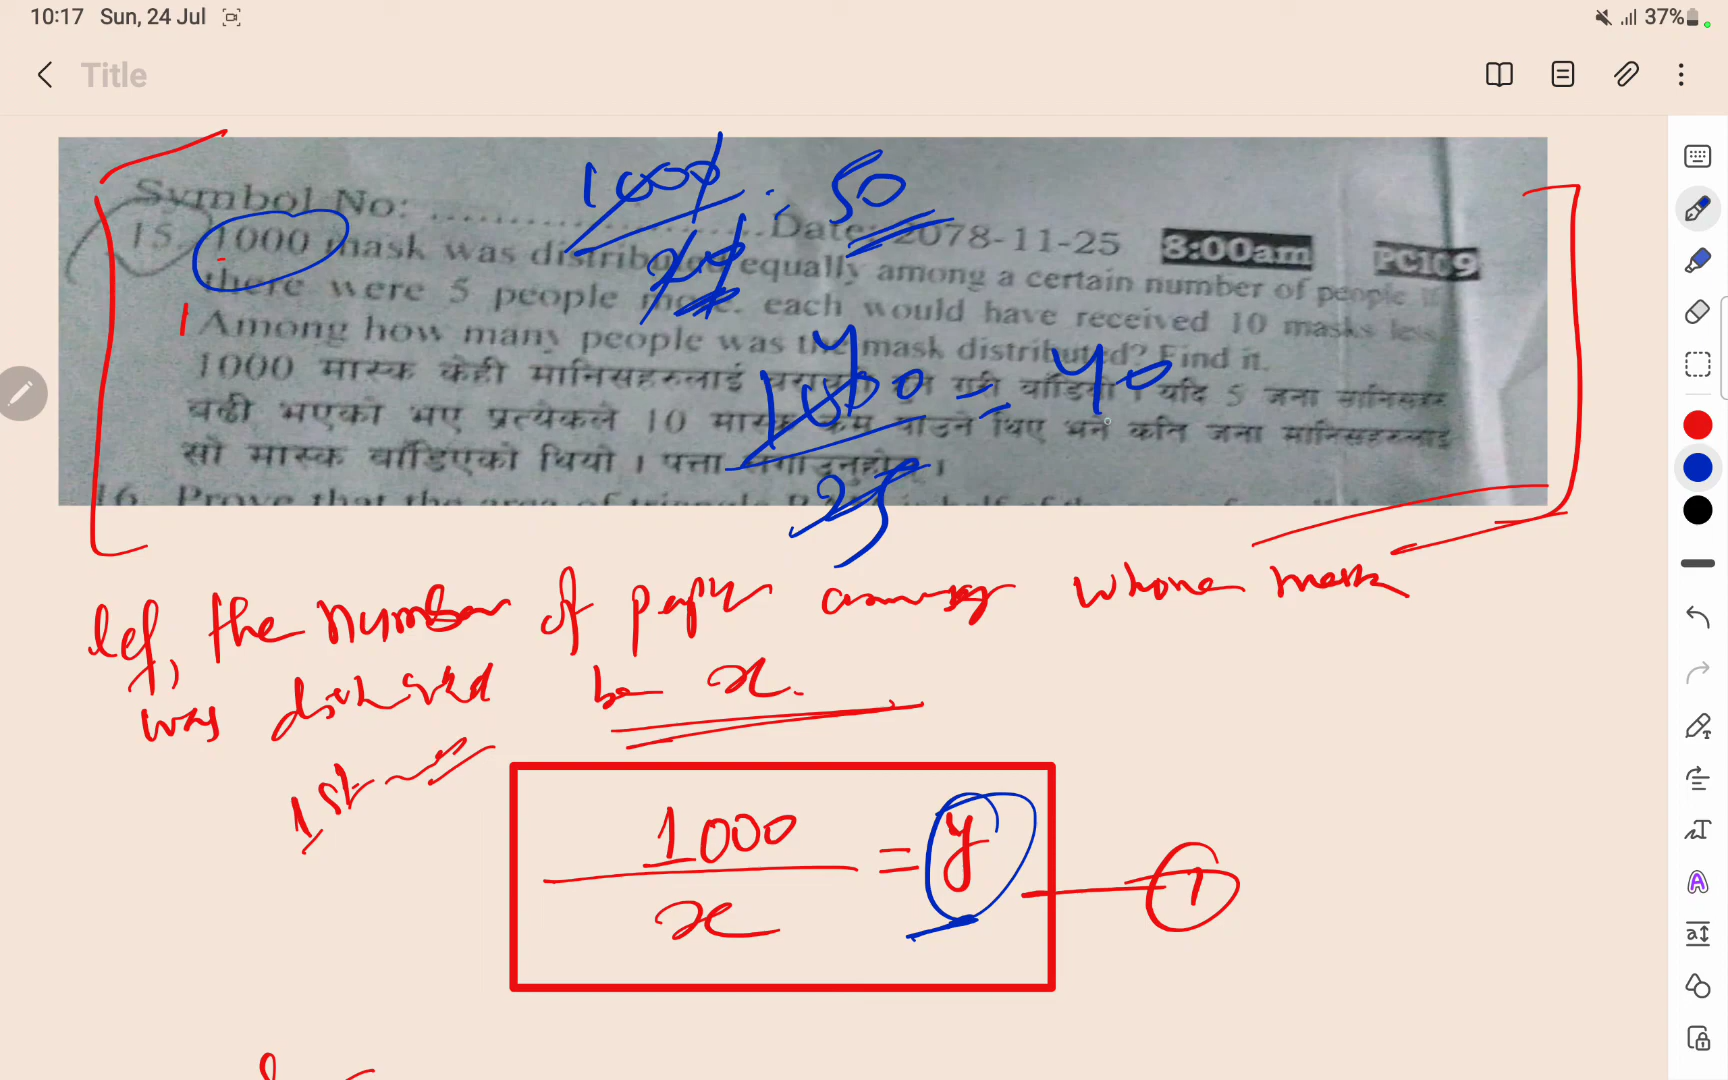 10:17 Sun, 24 Jul
37%
Title
Symbol No: ........................Date: 2078-11-25 8:00am PC109
15. 1000 mask was distributed equally among a certain number of people. If
there were 5 people more. each would have received 10 masks less.
Among how many people was the mask distributed? Find it.
1000 मास्क केही मानिसहरुलाई गरी बाँडियो । यदि 5 जना मानिसहरु
बढी भएको भए प्रत्येकले 10 मास्क कम पाउने थिए भने कति जना मानिसहरुलाई
सो मास्क बाँडिएको थियो । पत्ता लगाउनुहोस् ।
16. Prove that the area of triangle
1000
50
1000 = 40
25
let, the number of people among whome mask
was distributed be x.
1st
1000
x
= y
1